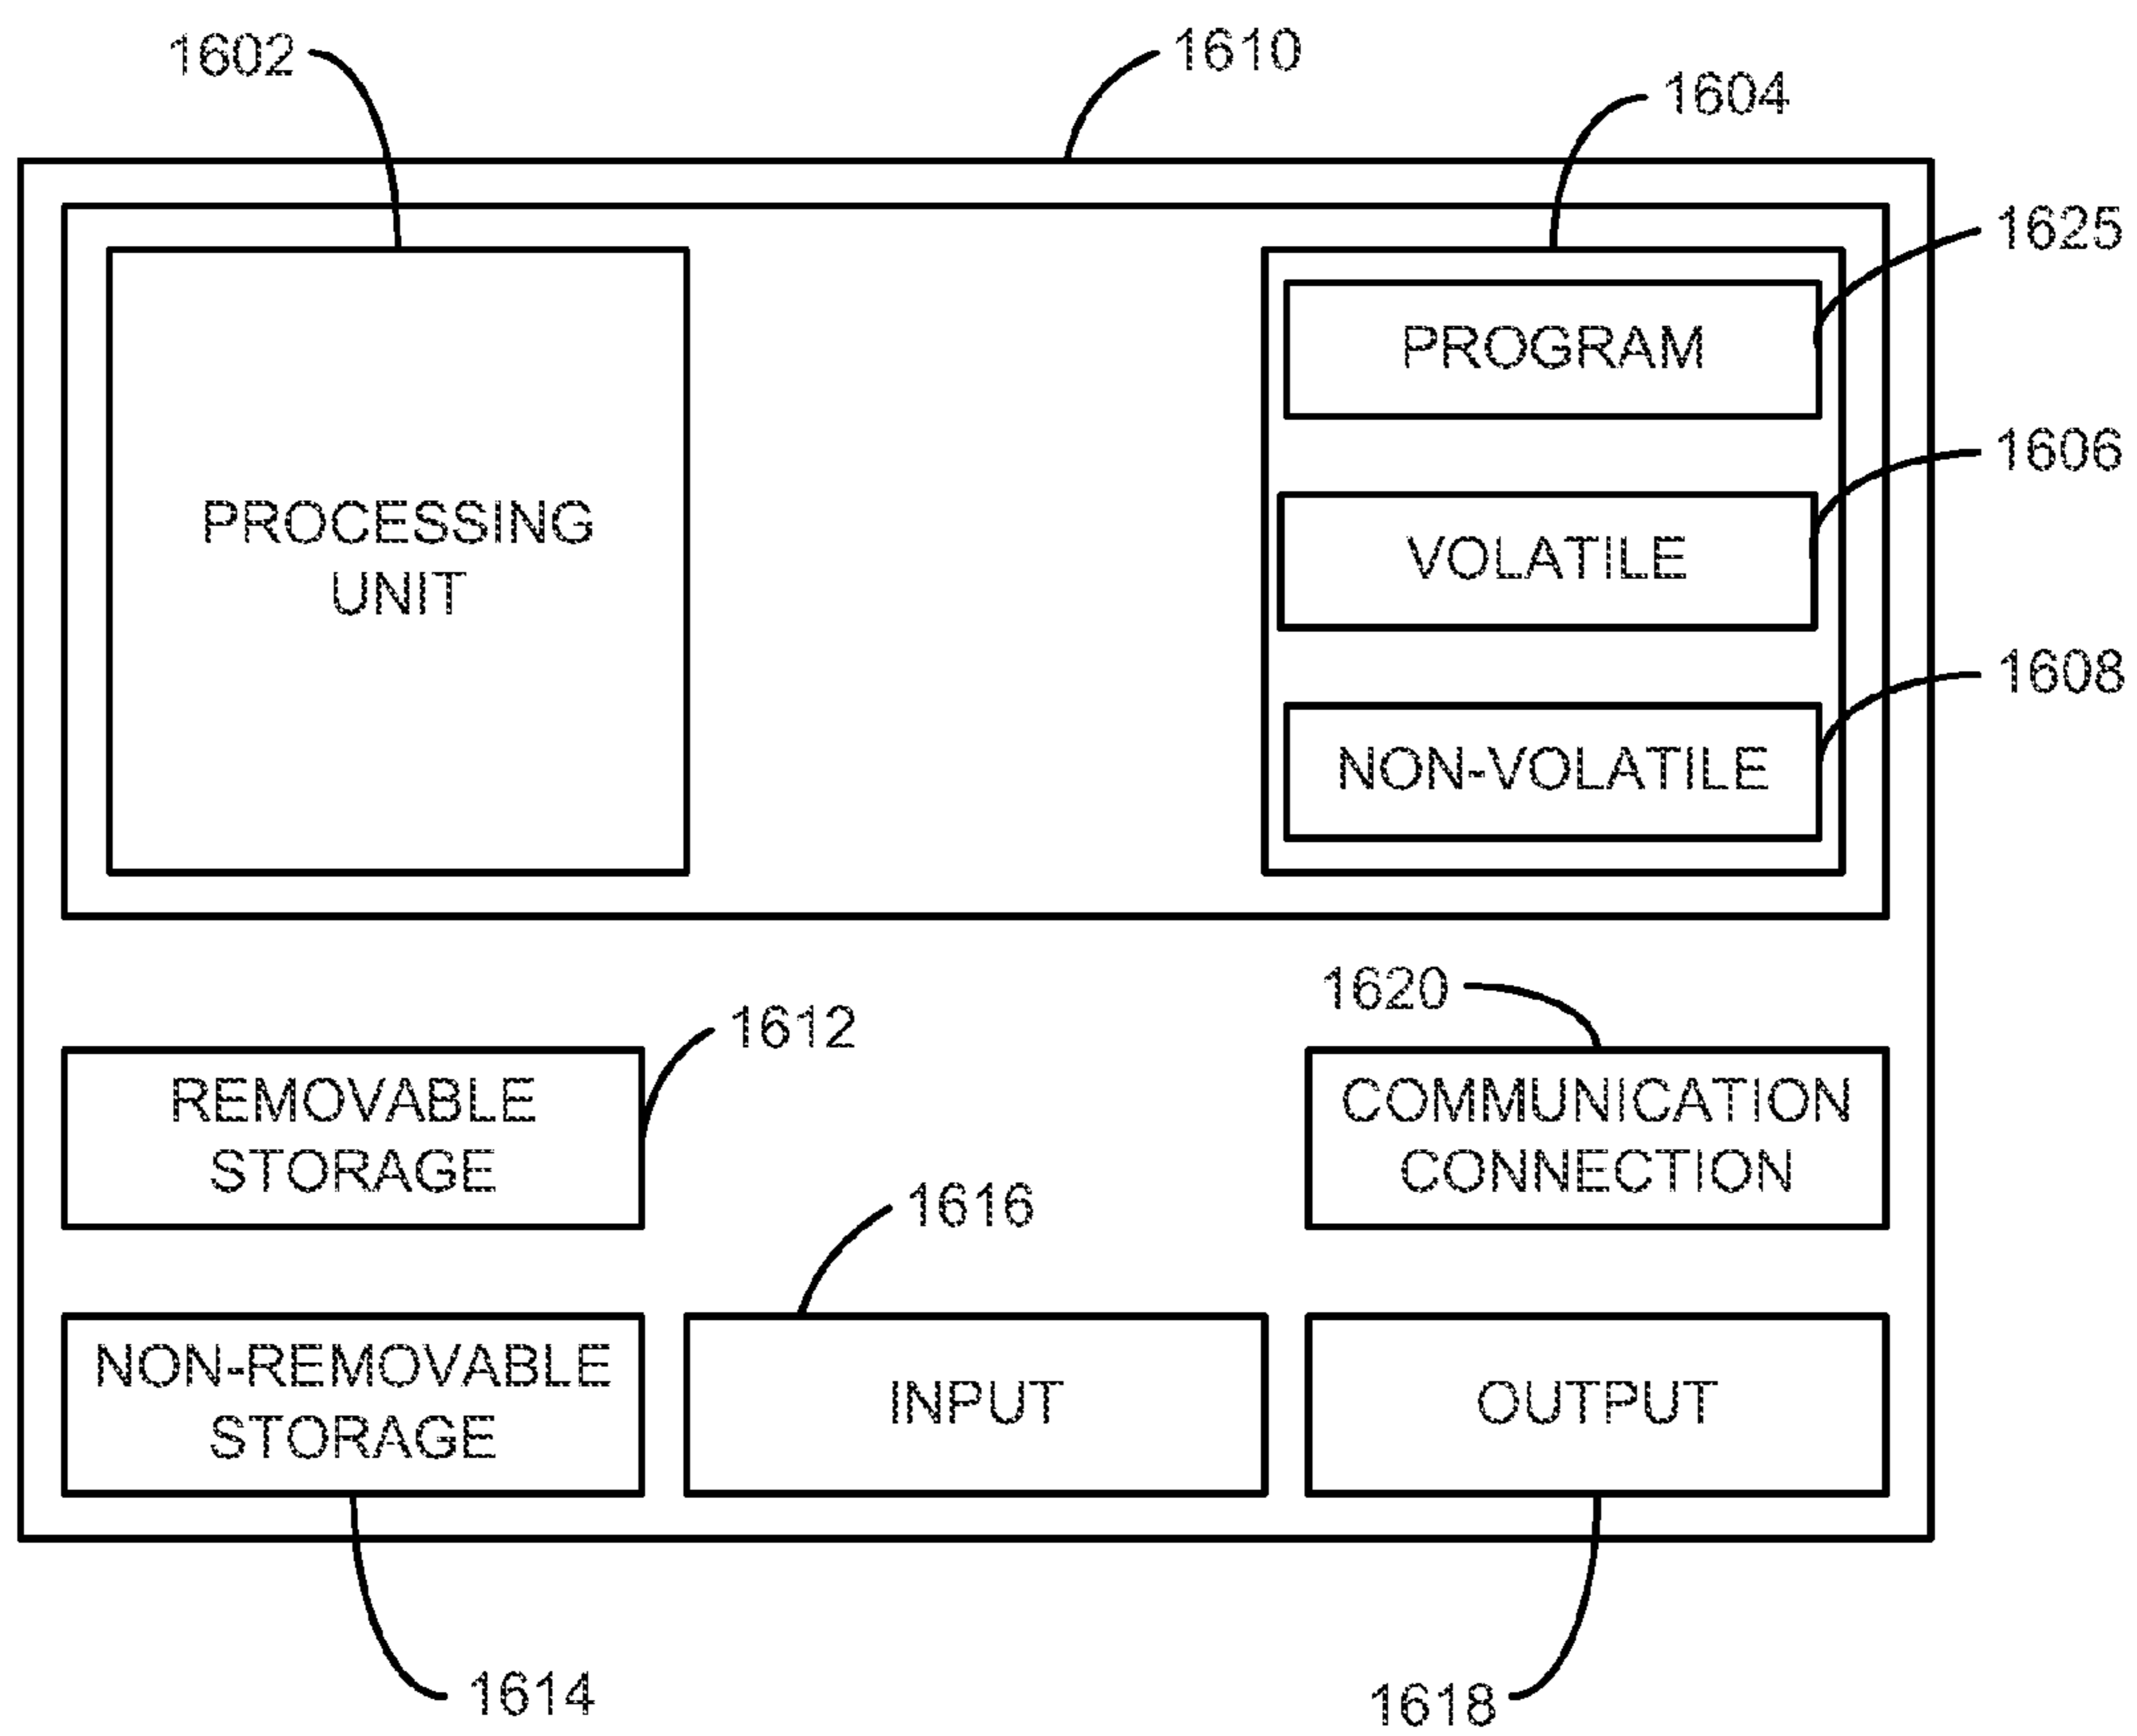 1602
1610
1604
1625
PROGRAM
1606
PROCESSING
UNIT
VOLATILE
1608
NON-VOLATILE
1620
1612
REMOVABLE
STORAGE
COMMUNICATION
CONNECTION
1616
NON-REMOVABLE
STORAGE
INPUT
OUTPUT
1614
1618